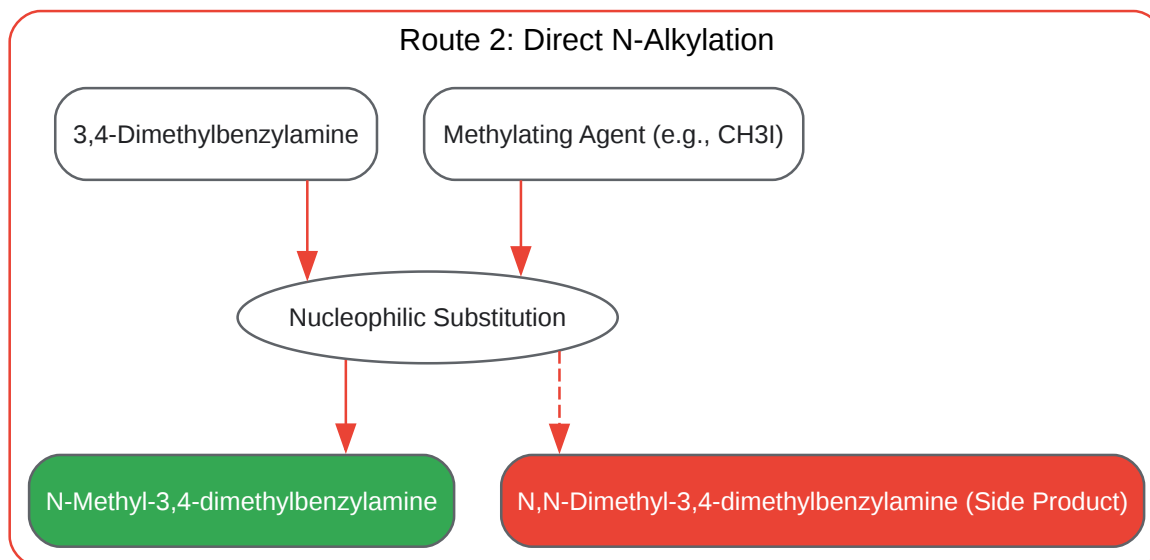 Route 2: Direct N-Alkylation
3,4-Dimethylbenzylamine
Methylating Agent (e.g., CH3I)
Nucleophilic Substitution
N-Methyl-3,4-dimethylbenzylamine
N,N-Dimethyl-3,4-dimethylbenzylamine (Side Product)